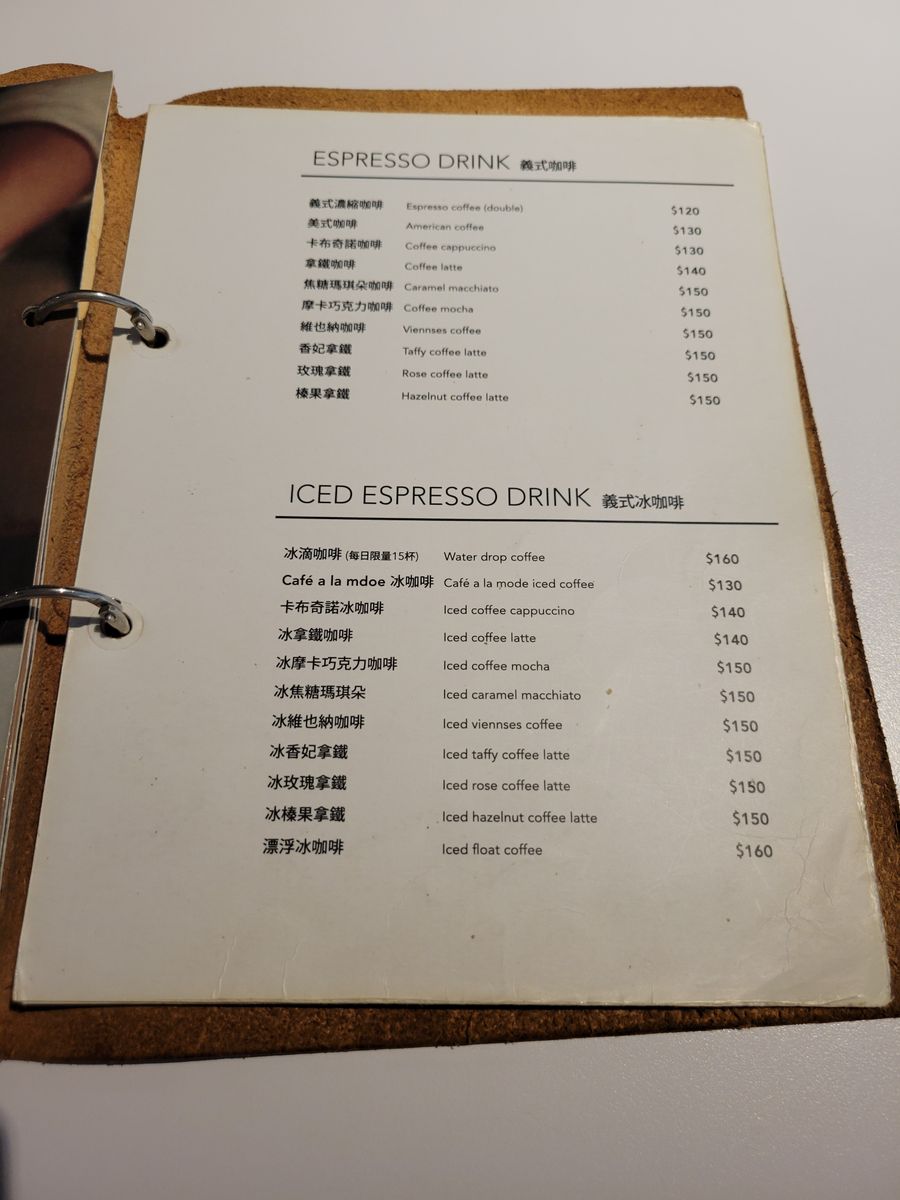 ESPRESSO DRINK 義式咖啡
義式濃縮咖啡 Espresso coffee (double) $120
美式咖啡 American coffee $130
卡布奇諾咖啡 Coffee cappuccino $130
拿鐵咖啡 Coffee latte $140
焦糖瑪琪朵咖啡 Caramel macchiato $150
摩卡巧克力咖啡 Coffee mocha $150
維也納咖啡 Viennses coffee $150
香妃拿鐵 Taffy coffee latte $150
玫瑰拿鐵 Rose coffee latte $150
榛果拿鐵 Hazelnut coffee latte $150
ICED ESPRESSO DRINK 義式冰咖啡
冰滴咖啡 (每日限量15杯) Water drop coffee $160
Café a la mdoe 冰咖啡 Café a la mode iced coffee $130
卡布奇諾冰咖啡 Iced coffee cappuccino $140
冰拿鐵咖啡 Iced coffee latte $140
冰摩卡巧克力咖啡 Iced coffee mocha $150
冰焦糖瑪琪朵 Iced caramel macchiato $150
冰維也納咖啡 Iced viennses coffee $150
冰香妃拿鐵 Iced taffy coffee latte $150
冰玫瑰拿鐵 Iced rose coffee latte $150
冰榛果拿鐵 Iced hazelnut coffee latte $150
漂浮冰咖啡 Iced float coffee $160